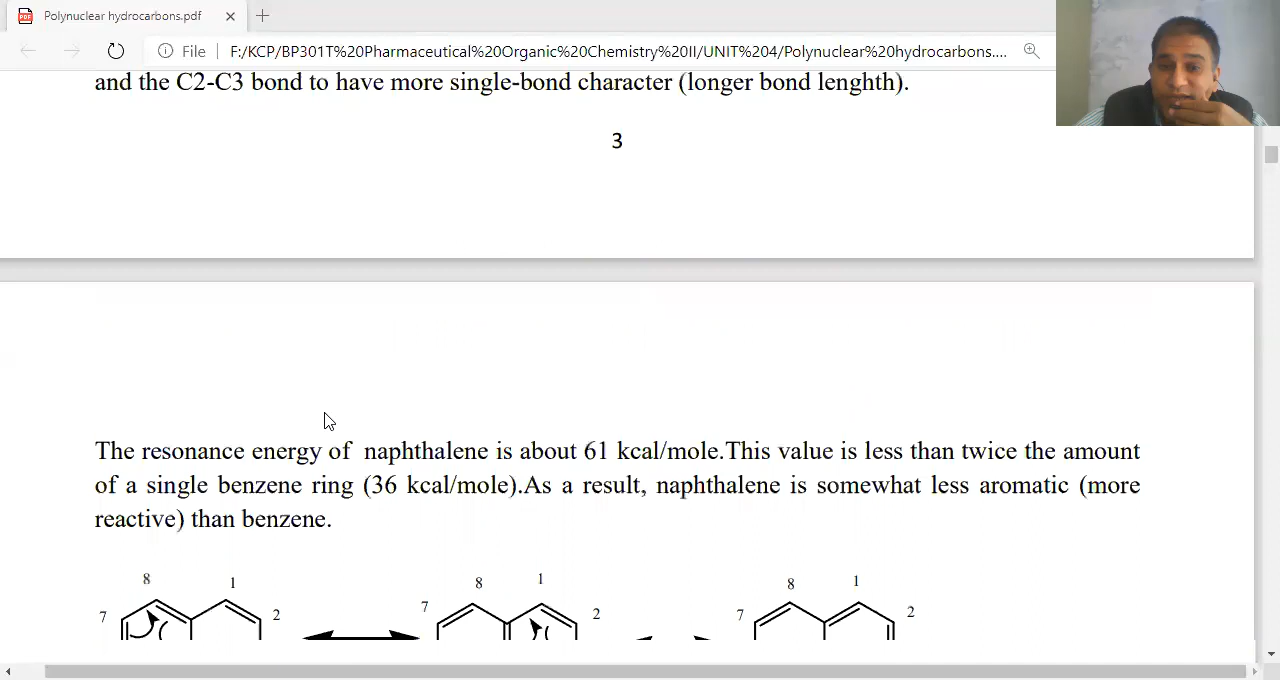 Polynuclear hydrocarbons.pdf
File F:/KCP/BP301T%20Pharmaceutical%20Organic%20Chemistry%20II/UNIT%204/Polynuclear%20hydrocarbons....
and the C2-C3 bond to have more single-bond character (longer bond lenghth).
3
The resonance energy of naphthalene is about 61 kcal/mole.This value is less than twice the amount
of a single benzene ring (36 kcal/mole).As a result, naphthalene is somewhat less aromatic (more
reactive) than benzene.
8 1 8 1 8 1
7 2 7 2 7 2